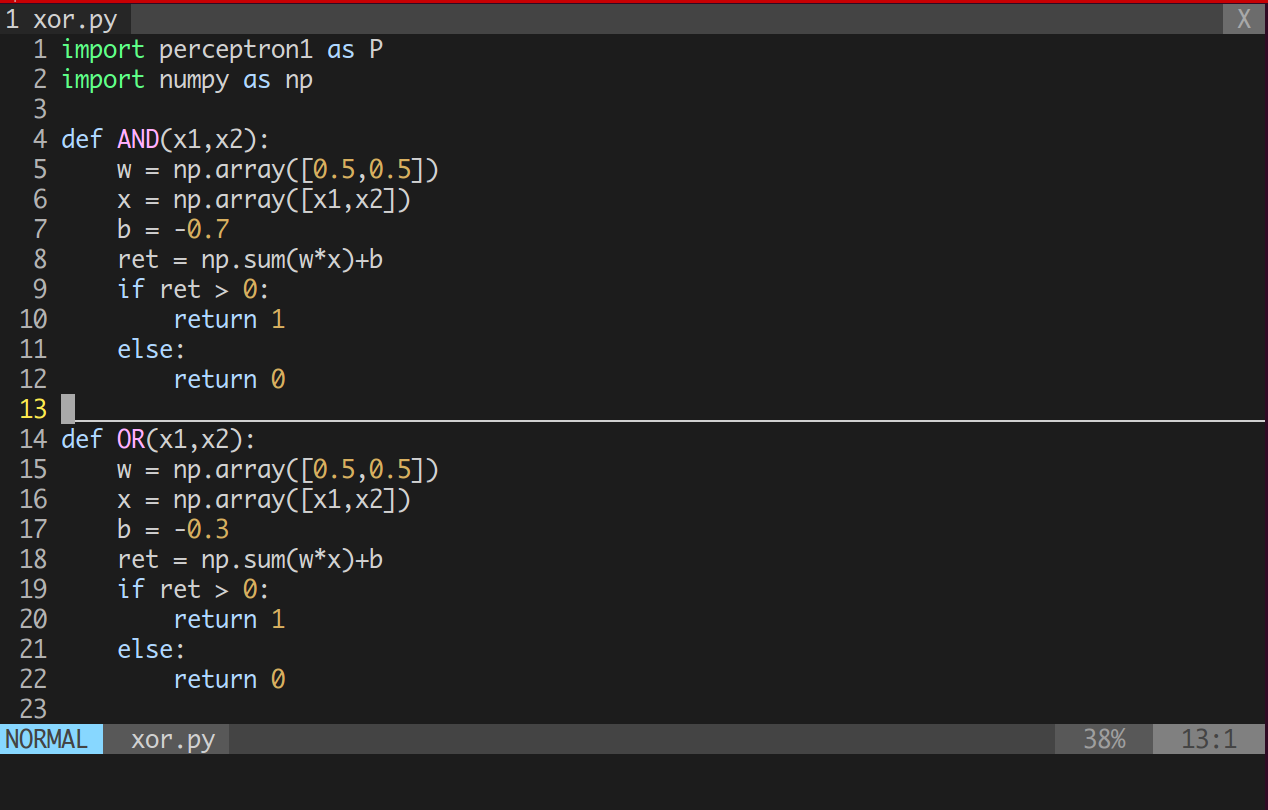 1 xor.py X
1 import perceptron1 as P
2 import numpy as np
3
4 def AND(x1,x2):
5     w = np.array([0.5,0.5])
6     x = np.array([x1,x2])
7     b = -0.7
8     ret = np.sum(w*x)+b
9     if ret > 0:
10         return 1
11     else:
12         return 0
13
14 def OR(x1,x2):
15     w = np.array([0.5,0.5])
16     x = np.array([x1,x2])
17     b = -0.3
18     ret = np.sum(w*x)+b
19     if ret > 0:
20         return 1
21     else:
22         return 0
23
NORMAL xor.py 38% 13:1